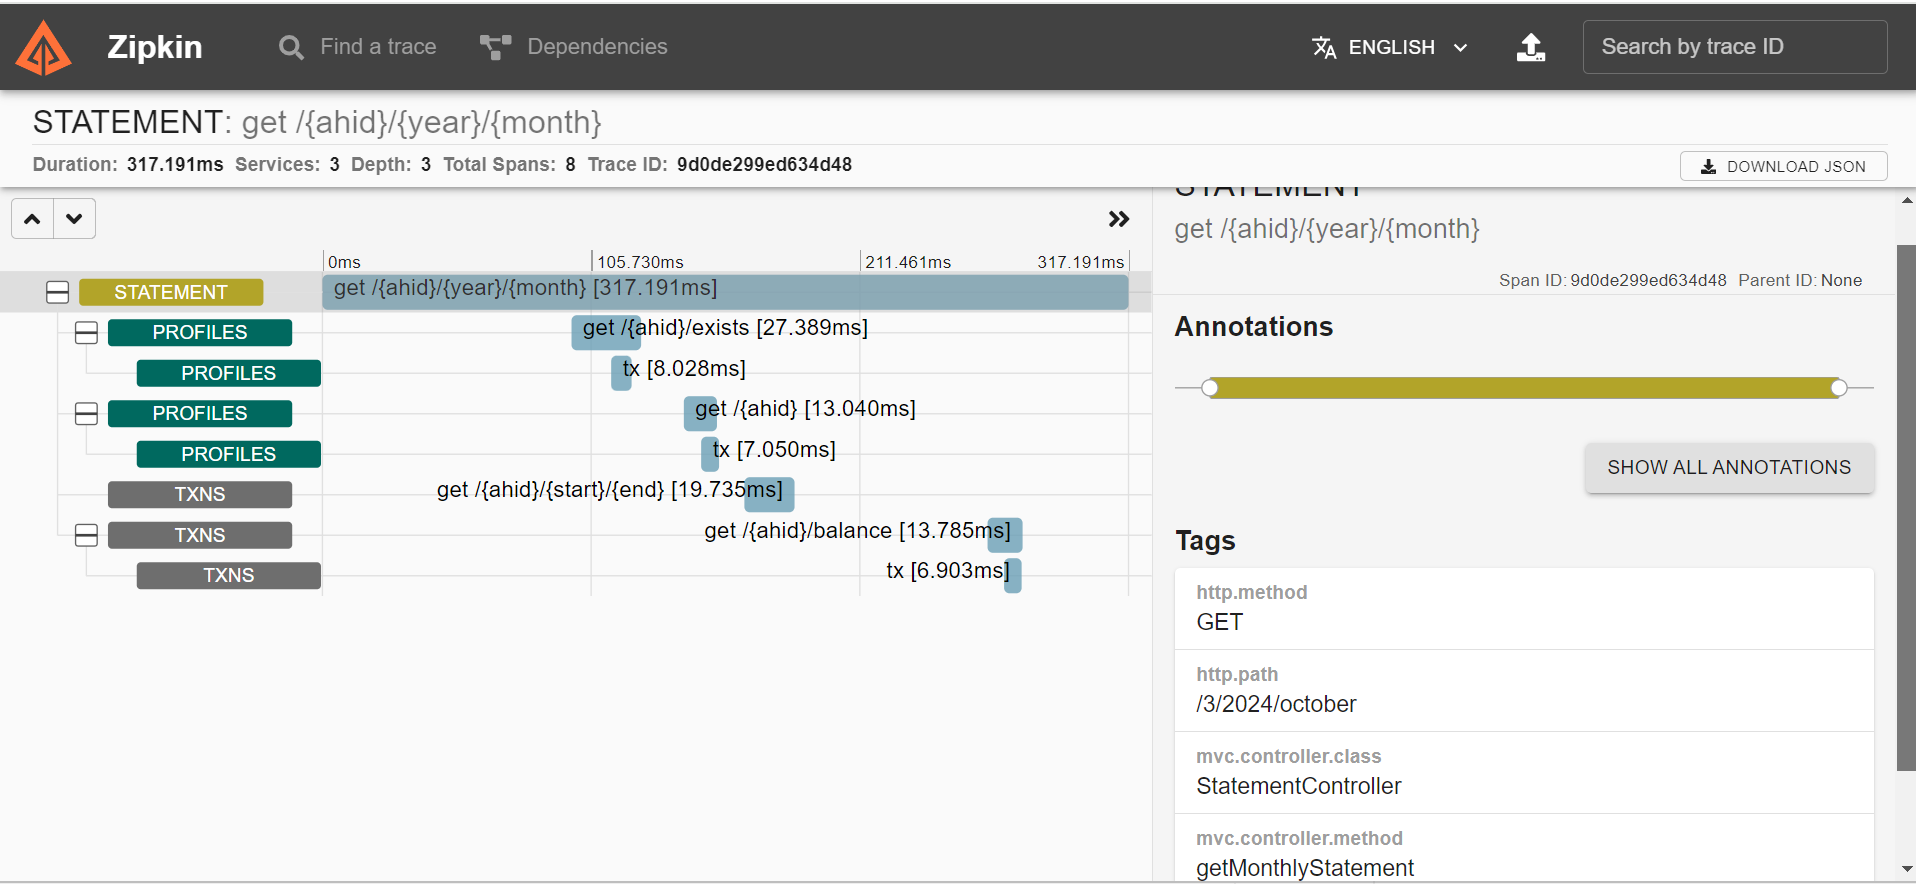 Zipkin Find a trace Dependencies ENGLISH Search by trace ID
STATEMENT: get /{ahid}/{year}/{month}
Duration: 317.191ms Services: 3 Depth: 3 Total Spans: 8 Trace ID: 9d0de299ed634d48
DOWNLOAD JSON
0ms 105.730ms 211.461ms 317.191ms
STATEMENT get /{ahid}/{year}/{month} [317.191ms]
PROFILES get /{ahid}/exists [27.389ms]
PROFILES tx [8.028ms]
PROFILES get /{ahid} [13.040ms]
PROFILES tx [7.050ms]
TXNS get /{ahid}/{start}/{end} [19.735ms]
TXNS get /{ahid}/balance [13.785ms]
TXNS tx [6.903ms]
STATEMENT
get /{ahid}/{year}/{month}
Span ID: 9d0de299ed634d48 Parent ID: None
Annotations
SHOW ALL ANNOTATIONS
Tags
http.method
GET
http.path
/3/2024/october
mvc.controller.class
StatementController
mvc.controller.method
getMonthlyStatement